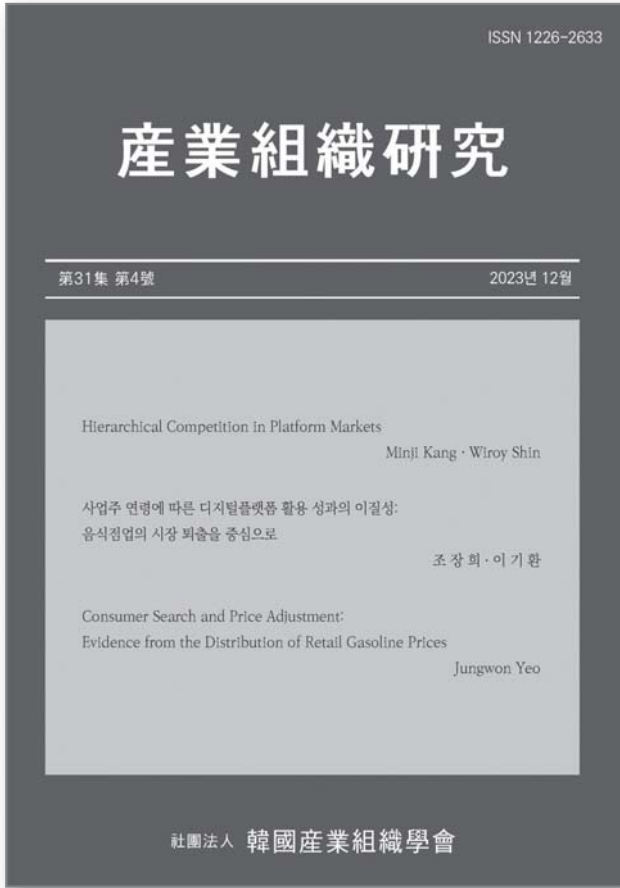 ISSN 1226-2633
産業組織硏究
第31集 第4號 2023년 12월
Hierarchical Competition in Platform Markets
Minji Kang · Wiroy Shin
사업주 연령에 따른 디지털플랫폼 활용 성과의 이질성:
음식점업의 시장 퇴출을 중심으로
조 장 희 · 이 기 환
Consumer Search and Price Adjustment:
Evidence from the Distribution of Retail Gasoline Prices
Jungwon Yeo
社團法人 韓國産業組織學會